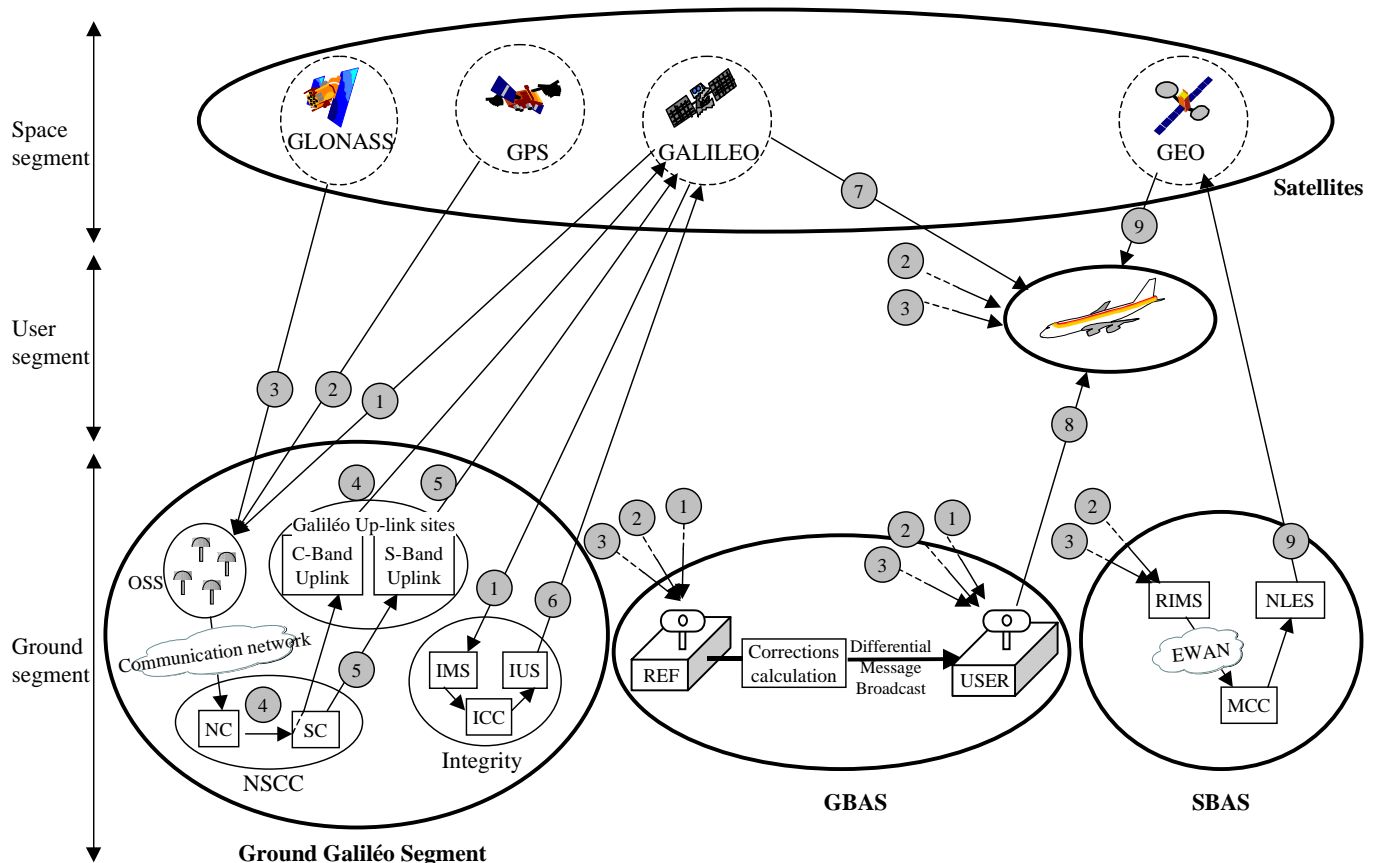 Space
segment
GLONASS
GPS
GALILEO
GEO
Satellites
7
9
2
3
User
segment
3
2
1
8
Ground
segment
4
5
Galiléo Up-link sites
C-Band
Uplink
S-Band
Uplink
OSS
Communication network
5
4
NC
SC
NSCC
1
6
IMS
IUS
ICC
Integrity
Ground Galiléo Segment
3
2
1
REF
Corrections
calculation
Differential
Message
Broadcast
3
2
1
USER
GBAS
3
2
9
RIMS
NLES
EWAN
MCC
SBAS